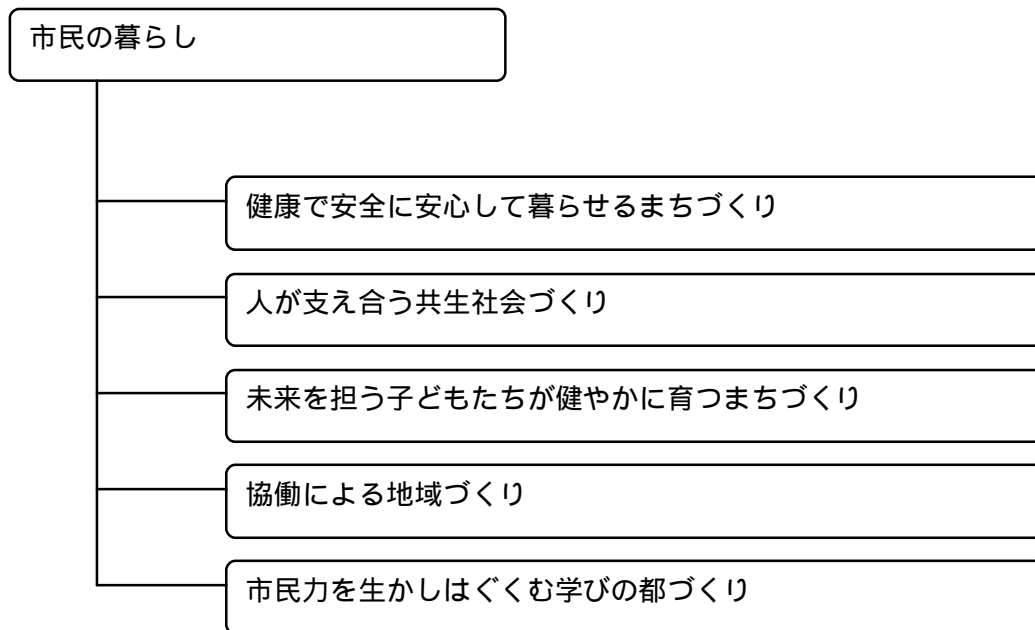 市民の暮らし
健康で安全に安心して暮らせるまちづくり
人が支え合う共生社会づくり
未来を担う子どもたちが健やかに育つまちづくり
協働による地域づくり
市民力を生かしはぐくむ学びの都づくり